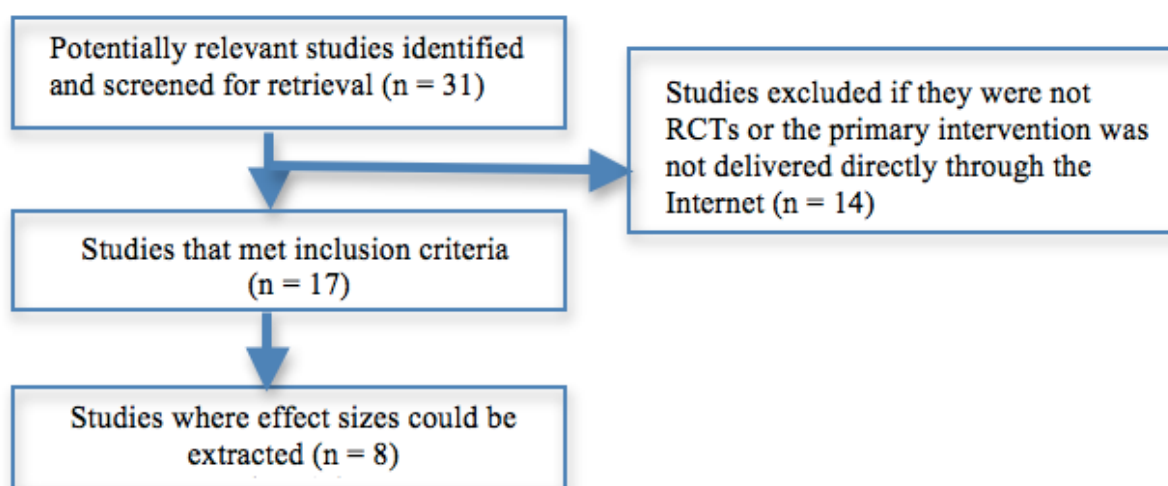 Potentially relevant studies identified
and screened for retrieval (n = 31)
Studies excluded if they were not
RCTs or the primary intervention was
not delivered directly through the
Internet (n = 14)
Studies that met inclusion criteria
(n = 17)
Studies where effect sizes could be
extracted (n = 8)